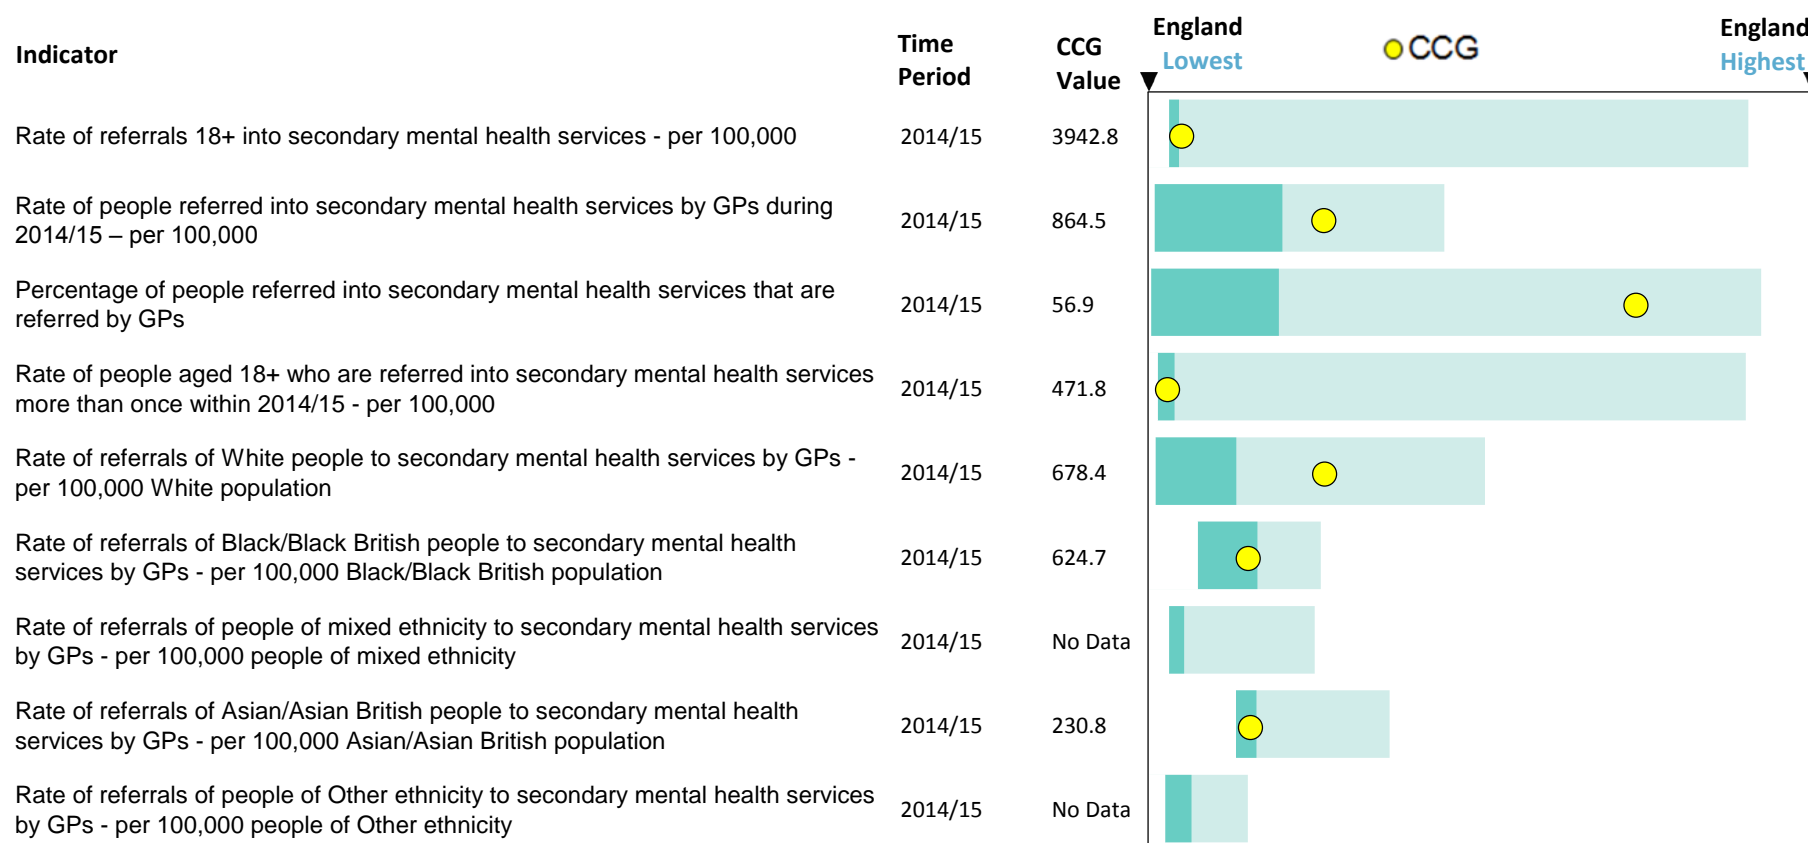 Indicator
Time
Period
CCG
Value
England
Lowest
CCG
England
Highest
Rate of referrals 18+ into secondary mental health services - per 100,000
2014/15
3942.8
Rate of people referred into secondary mental health services by GPs during
2014/15 – per 100,000
2014/15
864.5
Percentage of people referred into secondary mental health services that are
referred by GPs
2014/15
56.9
Rate of people aged 18+ who are referred into secondary mental health services
more than once within 2014/15 - per 100,000
2014/15
471.8
Rate of referrals of White people to secondary mental health services by GPs -
per 100,000 White population
2014/15
678.4
Rate of referrals of Black/Black British people to secondary mental health
services by GPs - per 100,000 Black/Black British population
2014/15
624.7
Rate of referrals of people of mixed ethnicity to secondary mental health services
by GPs - per 100,000 people of mixed ethnicity
2014/15
No Data
Rate of referrals of Asian/Asian British people to secondary mental health
services by GPs - per 100,000 Asian/Asian British population
2014/15
230.8
Rate of referrals of people of Other ethnicity to secondary mental health services
by GPs - per 100,000 people of Other ethnicity
2014/15
No Data